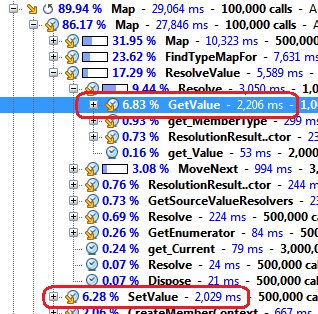 89.94 % Map - 29,064 ms - 100,000 calls - A
86.17 % Map - 27,846 ms - 100,000 calls
31.95 % Map - 10,323 ms - 500,000
23.62 % FindTypeMapFor - 7,631 m
17.29 % ResolveValue - 5,589 ms -
9.44 % Resolve - 3,050 ms - 1,00
6.83 % GetValue - 2,206 ms - 1,0
0.93 % get_MemberType - 299 ms
0.73 % ResolutionResult..ctor - 23
0.16 % get_Value - 53 ms - 2,000
3.08 % MoveNext - 994 ms - 3,
0.76 % ResolutionResult..ctor - 244 m
0.73 % GetSourceValueResolvers - 23
0.69 % Resolve - 224 ms - 500,000 ca
0.26 % GetEnumerator - 84 ms - 500,0
0.24 % get_Current - 79 ms - 3,000,0
0.07 % Resolve - 24 ms - 500,000 call
0.07 % Dispose - 21 ms - 500,000 calls
6.28 % SetValue - 2,029 ms - 500,000 c
2.06 % CreateMemberContext - 667 ms -